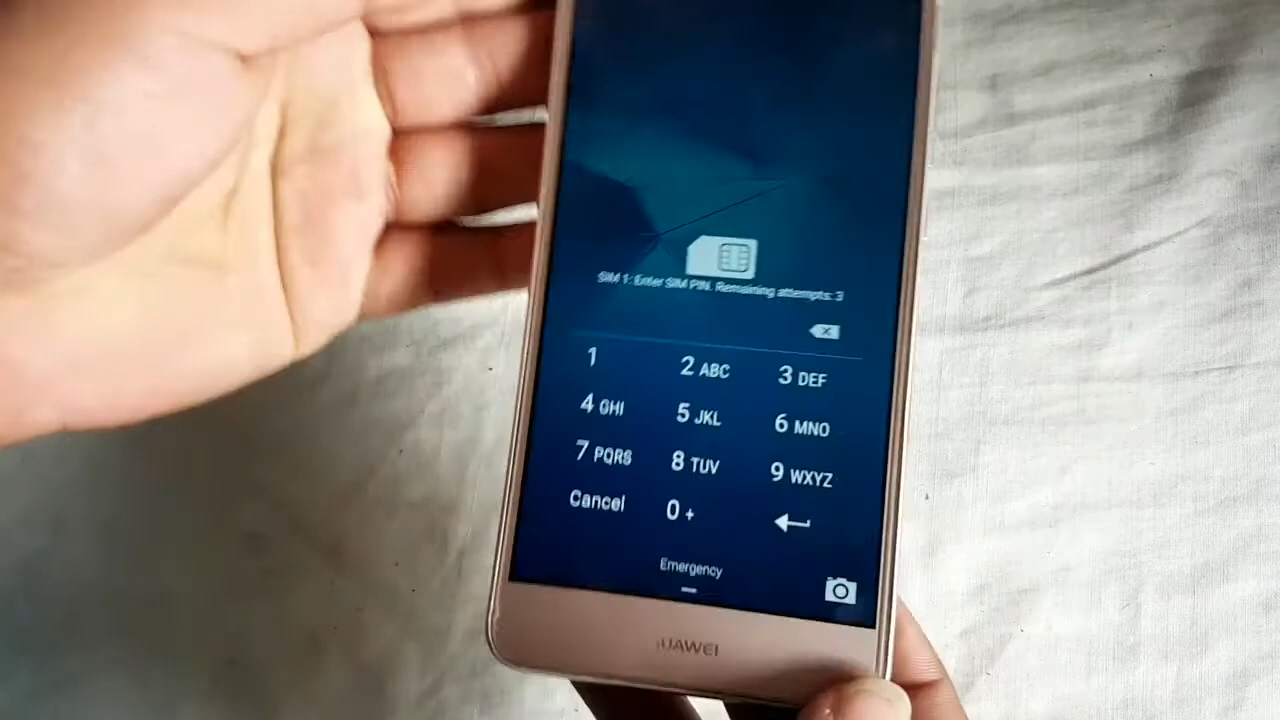 SIM 1: Enter SIM PIN. Remaining attempts: 3
1
2 ABC
3 DEF
4 GHI
5 JKL
6 MNO
7 PQRS
8 TUV
9 WXYZ
Cancel
0 +
Emergency
HUAWEI